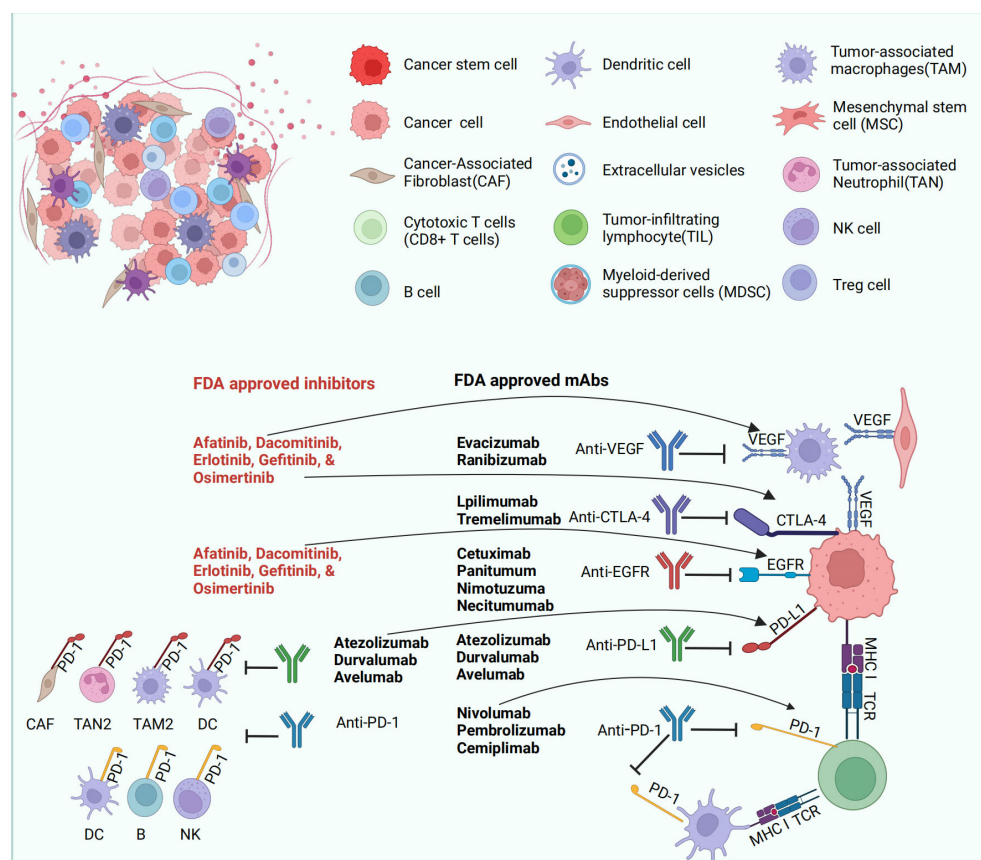 Cancer stem cell
Dendritic cell
Tumor-associated
macrophages(TAM)
Cancer cell
Endothelial cell
Mesenchymal stem
cell (MSC)
Cancer-Associated
Fibroblast(CAF)
Extracellular vesicles
Tumor-associated
Neutrophil(TAN)
Cytotoxic T cells
(CD8+ T cells)
Tumor-infiltrating
lymphocyte(TIL)
NK cell
B cell
Myeloid-derived
suppressor cells (MDSC)
Treg cell
FDA approved inhibitors
FDA approved mAbs
Afatinib, Dacomitinib,
Erlotinib, Gefitinib, &
Osimertinib
Evacizumab
Ranibizumab
Anti-VEGF
VEGF
VEGF
VEGF
Lpilimumab
Tremelimumab
Anti-CTLA-4
CTLA-4
Afatinib, Dacomitinib,
Erlotinib, Gefitinib, &
Osimertinib
Cetuximab
Panitumum
Nimotuzuma
Necitumumab
Anti-EGFR
EGFR
Atezolizumab
Durvalumab
Avelumab
Atezolizumab
Durvalumab
Avelumab
Anti-PD-L1
PD-L1
PD-1
PD-1
PD-1
PD-1
CAF
TAN2
TAM2
DC
MHC I
TCR
Anti-PD-1
Nivolumab
Pembrolizumab
Cemiplimab
Anti-PD-1
PD-1
PD-1
PD-1
PD-1
DC
B
NK
PD-1
MHC I
TCR